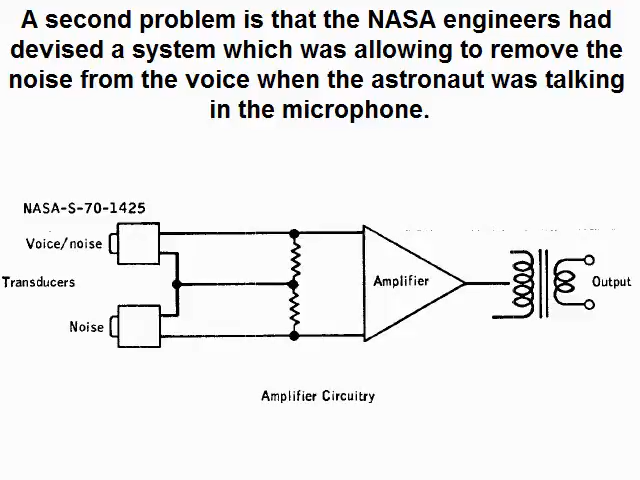 A second problem is that the NASA engineers had
devised a system which was allowing to remove the
noise from the voice when the astronaut was talking
in the microphone.
NASA-S-70-1425
Voice/noise
Transducers
Amplifier
Output
Noise
Amplifier Circuitry